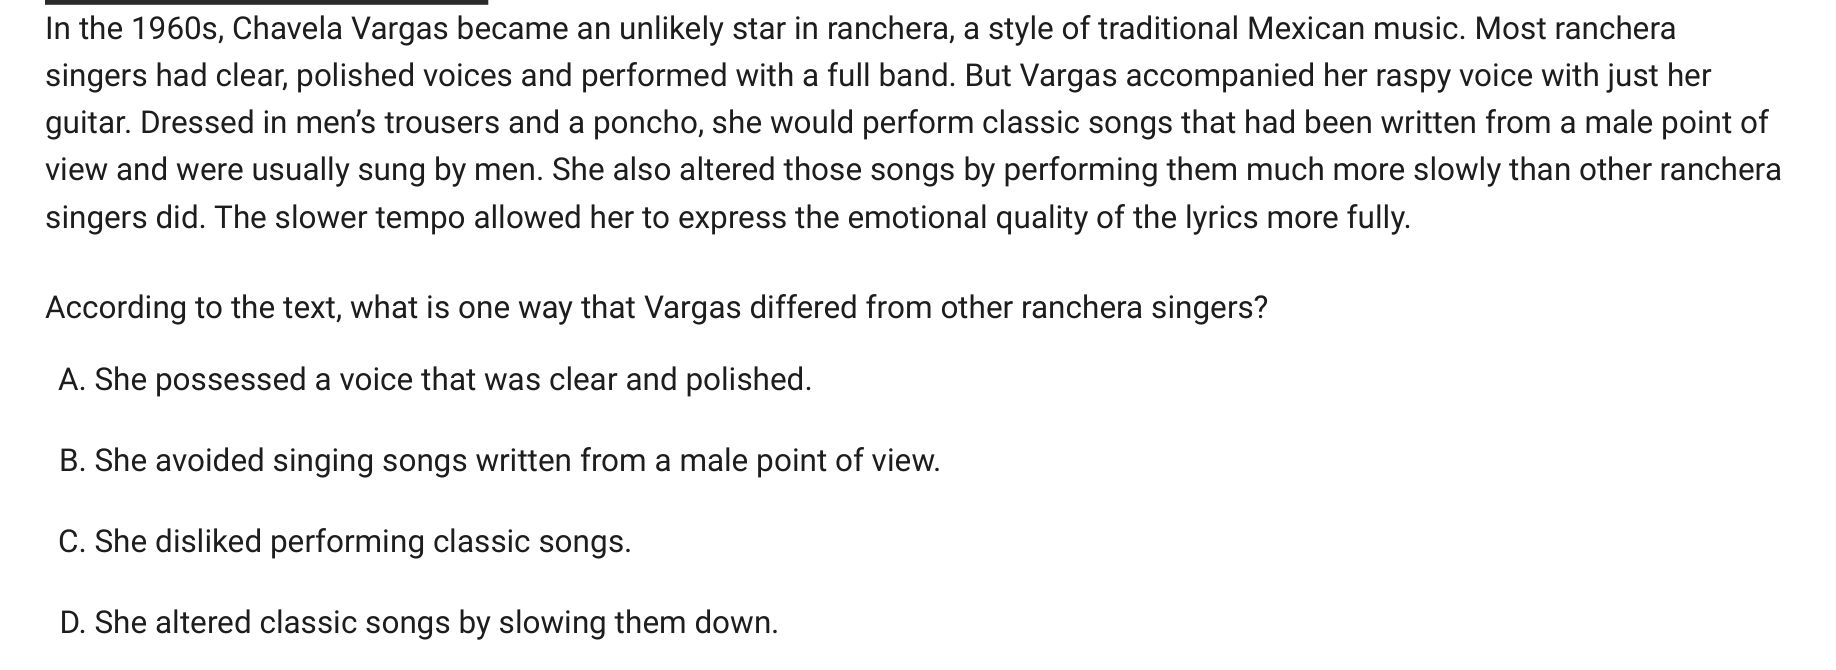 In the 1960s, Chavela Vargas became an unlikely star in ranchera, a style of traditional Mexican music. Most ranchera
singers had clear, polished voices and performed with a full band. But Vargas accompanied her raspy voice with just her
guitar. Dressed in men’s trousers and a poncho, she would perform classic songs that had been written from a male point of
view and were usually sung by men. She also altered those songs by performing them much more slowly than other ranchera
singers did. The slower tempo allowed her to express the emotional quality of the lyrics more fully.
According to the text, what is one way that Vargas differed from other ranchera singers?
A. She possessed a voice that was clear and polished.
B. She avoided singing songs written from a male point of view.
C. She disliked performing classic songs.
D. She altered classic songs by slowing them down.